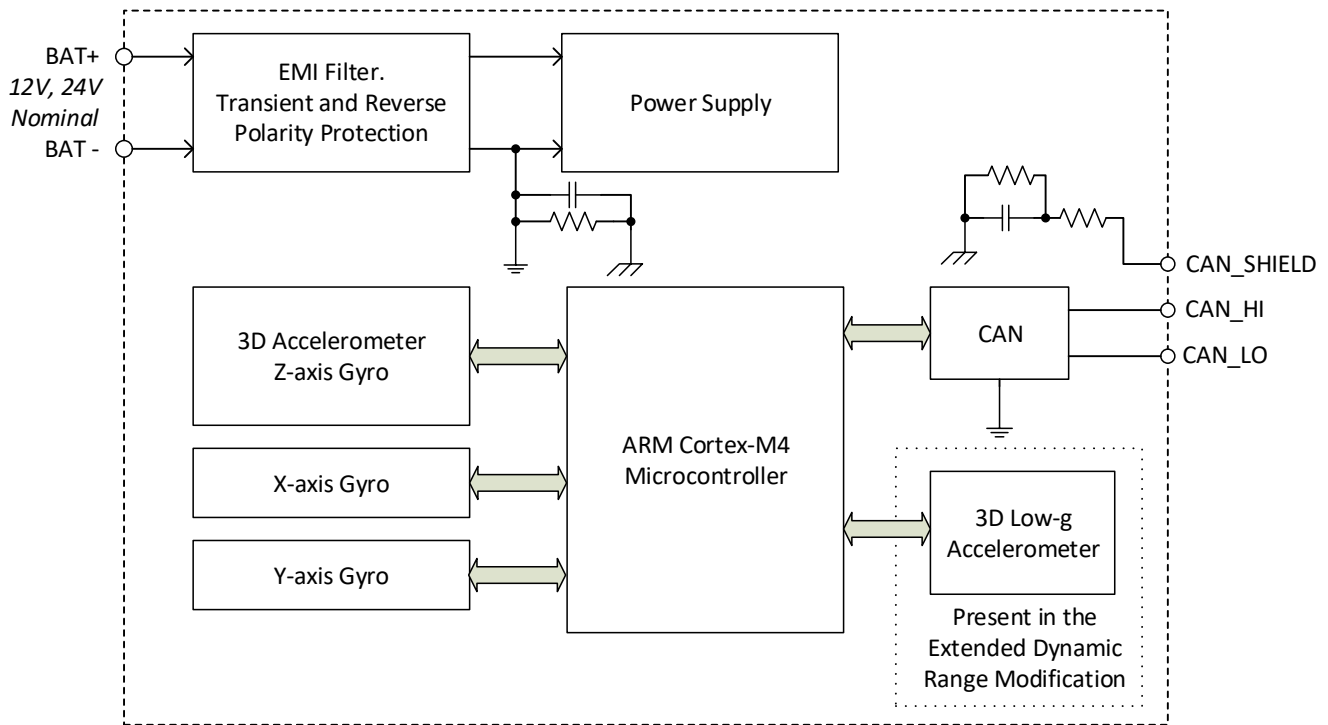 BAT+
12V, 24V
Nominal
BAT -
EMI Filter.
Transient and Reverse
Polarity Protection
Power Supply
CAN_SHIELD
CAN_HI
CAN_LO
CAN
3D Accelerometer
Z-axis Gyro
X-axis Gyro
Y-axis Gyro
ARM Cortex-M4
Microcontroller
3D Low-g
Accelerometer
Present in the
Extended Dynamic
Range Modification